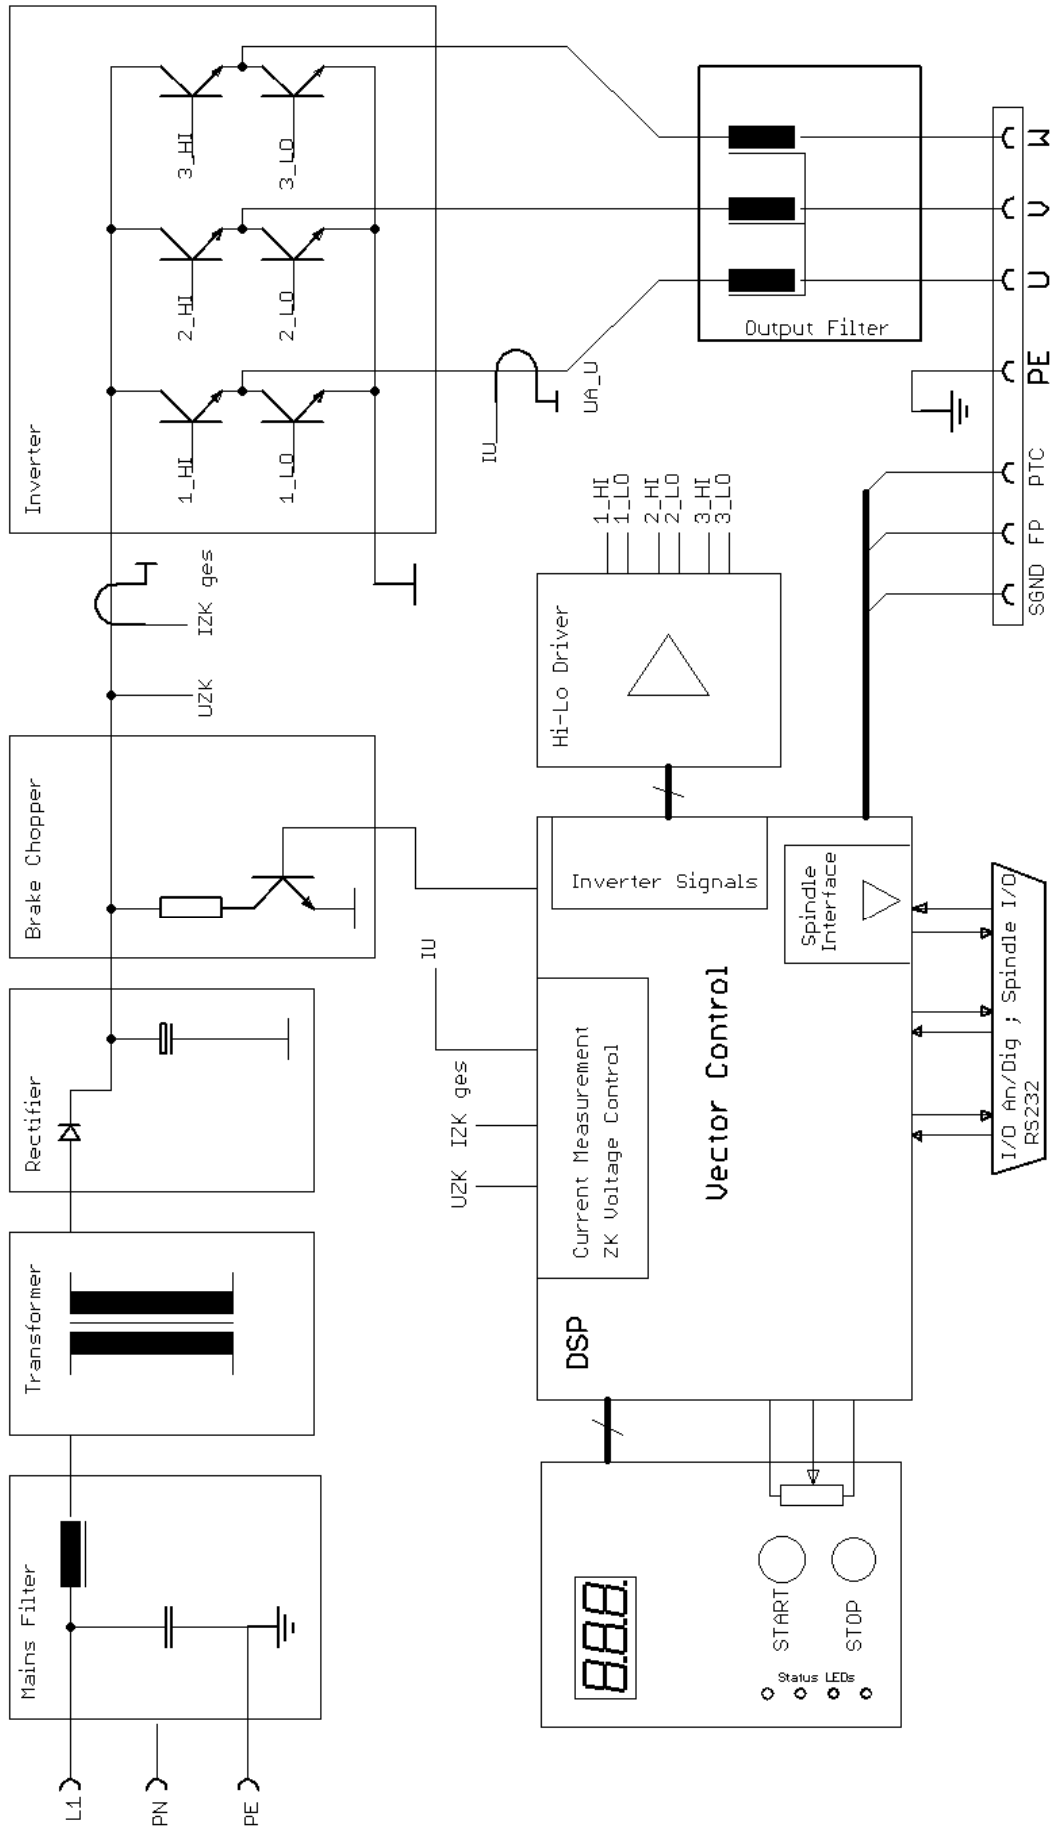 L1
PN
PE
Mains Filter
Transformer
Rectifier
Brake Chopper
UZK
IZK ges
Inverter
1_HI
1_LO
2_HI
2_LO
3_HI
3_LO
IU
UA_U
Output Filter
8.8.8.
START
STOP
Status LEDs
DSP
UZK
IZK ges
IU
Current Measurement
ZK Voltage Control
Vector Control
Inverter Signals
Spindle
Interface
Hi-Lo Driver
1_HI
1_LO
2_HI
2_LO
3_HI
3_LO
I/O An/Dig ; Spindle I/O
RS232
SGND
FP
PTC
PE
U
V
W